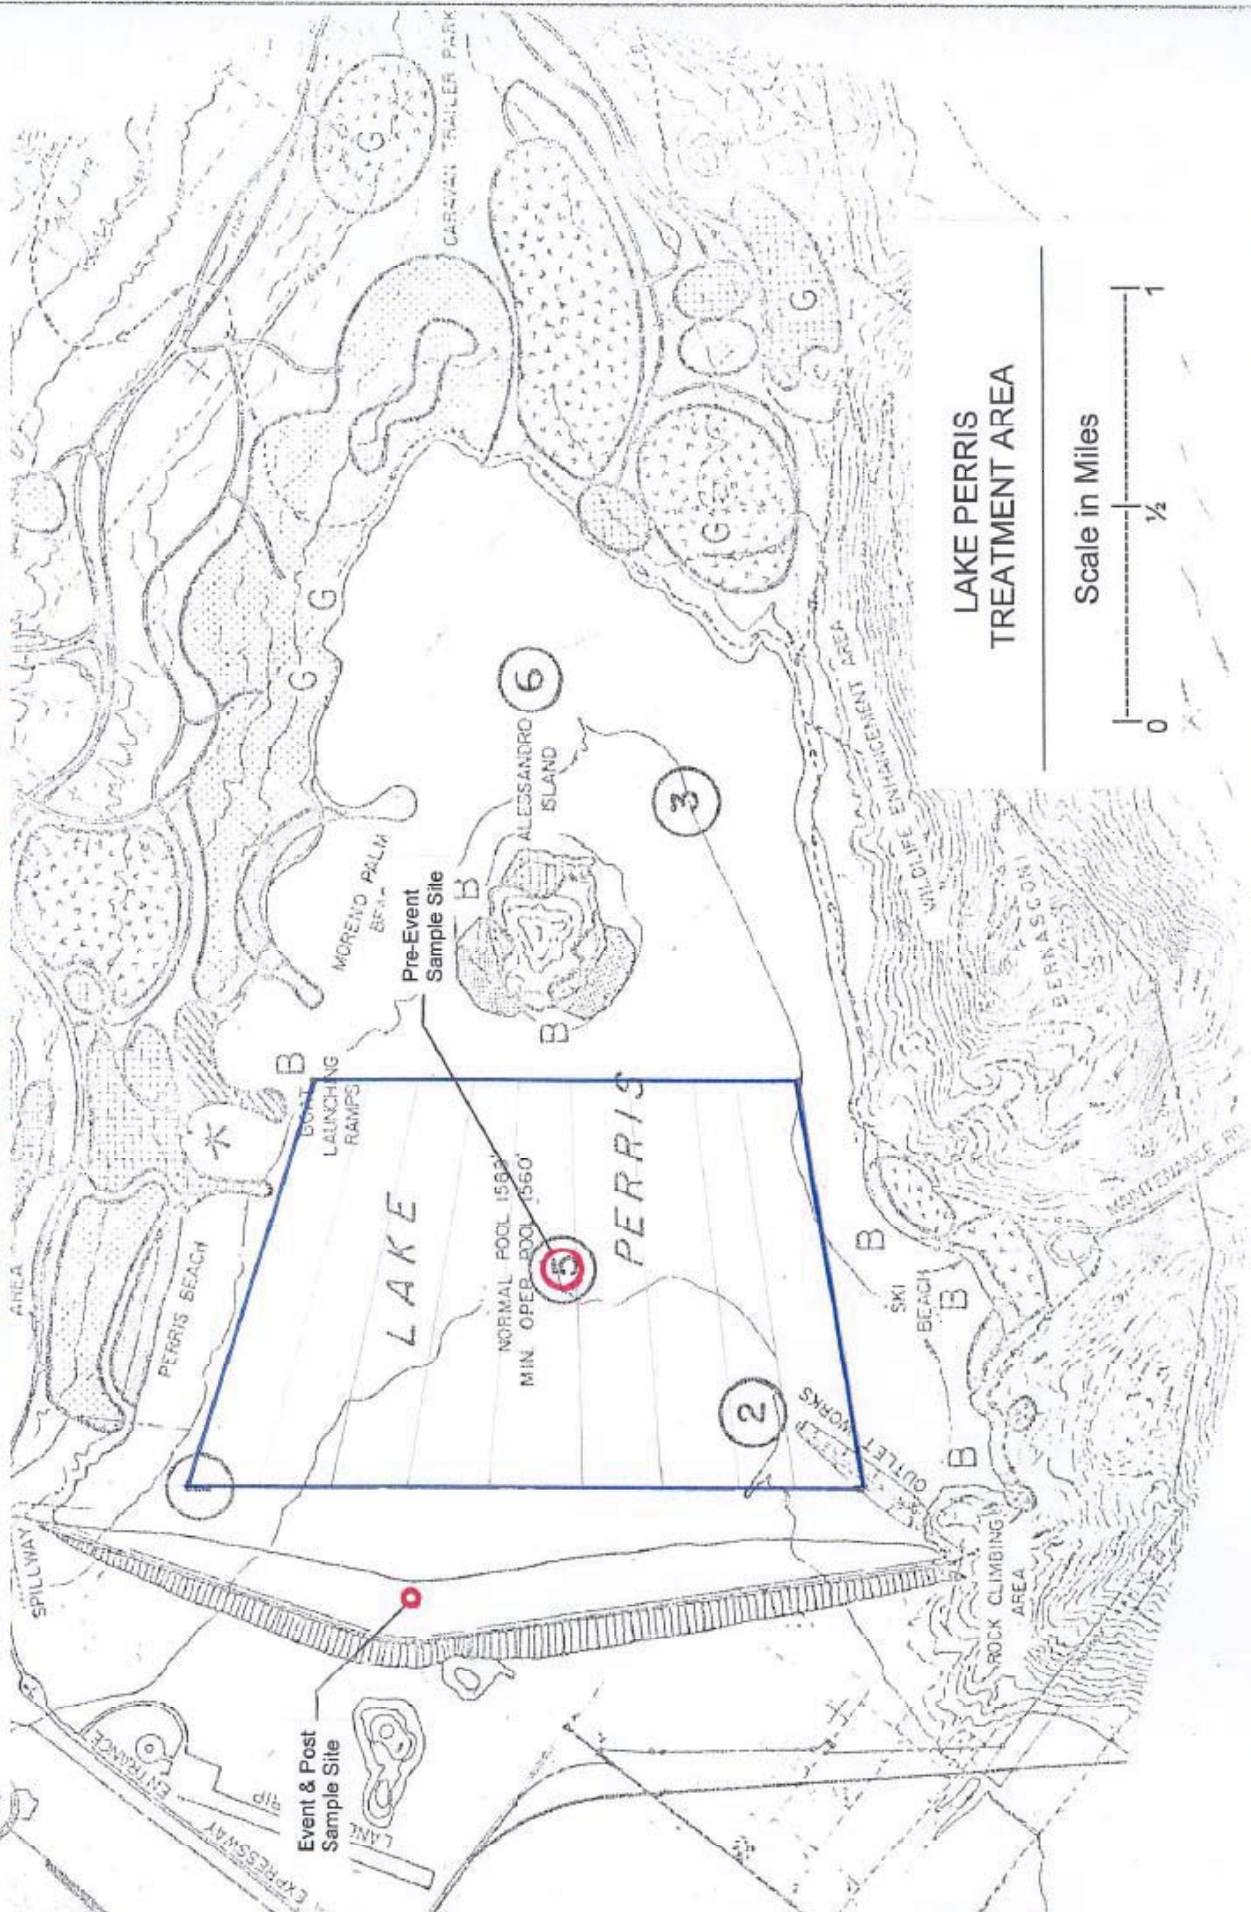 LAKE PERRIS
TREATMENT AREA
Scale in Miles
0
½
1
SPILLWAY
AREA
PERRIS BEACH
B
BOAT
LAUNCHING
RAMPS
MORENO PALM
G
G
G
CARAVAN TRAILER PARK
Event & Post
Sample Site
Pre-Event
Sample Site
LAKE
PERRIS
NORMAL POOL 1588'
MIN. OPER. POOL 1560'
5
2
3
6
B
B
ALESSANDRO
ISLAND
G
G
OUTLET WORKS
SKI
BEACH
B
B
B
ROCK CLIMBING
AREA
WILDLIFE ENHANCEMENT AREA
BERNASCONI
MAINTENANCE RD
ENTRANCE
EXPRESSWAY
LANE